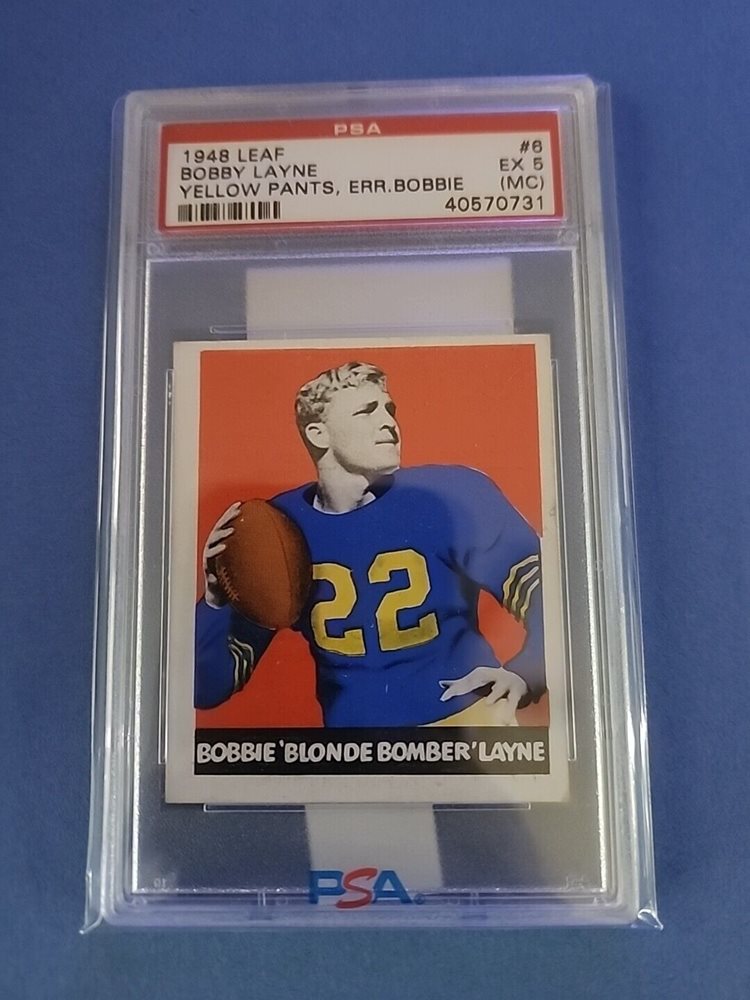 PSA
1948 LEAF #6
BOBBY LAYNE EX 5
YELLOW PANTS, ERR.BOBBIE (MC)
40570731
22
BOBBIE 'BLONDE BOMBER' LAYNE
PSA®